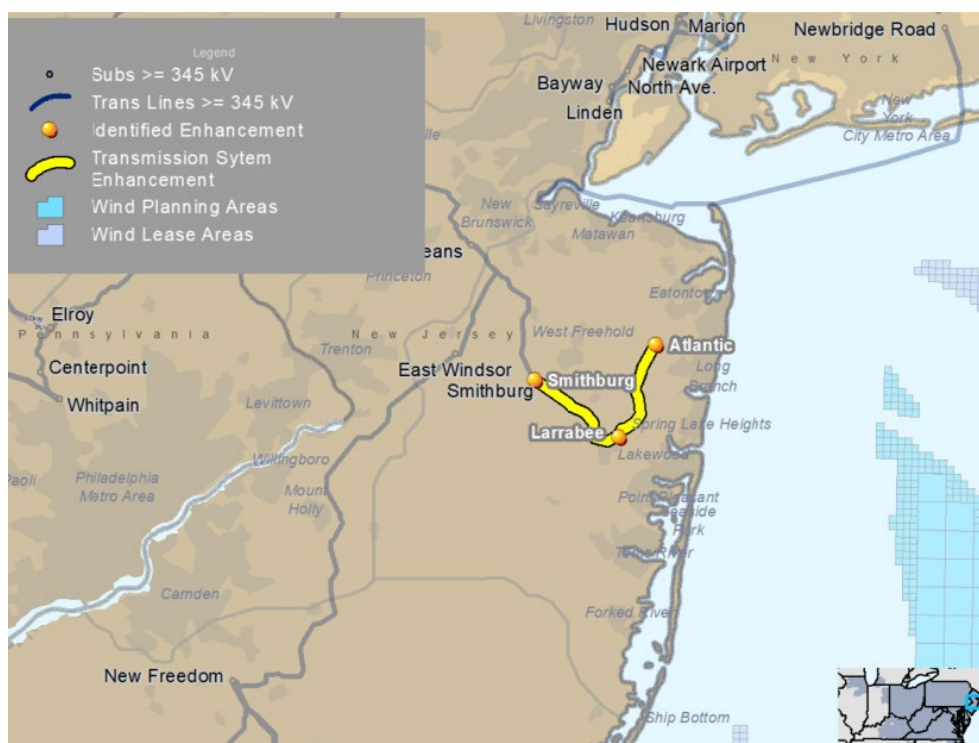 Legend
Subs >= 345 kV
Trans Lines >= 345 kV
Identified Enhancement
Transmission Sytem
Enhancement
Wind Planning Areas
Wind Lease Areas
Livingston
Hudson
Marion
Newbridge Road
New York
Newark Airport
Bayway
North Ave.
Linden
New
York
City Metro Area
New
Brunswick
Sayreville
Keansburg
Matawan
eans
Princeton
Eatonto
Elroy
Pennsylvania
New Jersey
West Freehold
Trenton
Atlantic
Centerpoint
East Windsor
Smithburg
Smithburg
Long
Branch
Whitpain
Levittown
Larrabee
Spring Lake Heights
Lakewood
Willingboro
Paoli
Philadelphia
Metro Area
Mount
Holly
Point Pleasant
Seaside
Park
Toms River
Camden
Forked River
New Freedom
Ship Bottom